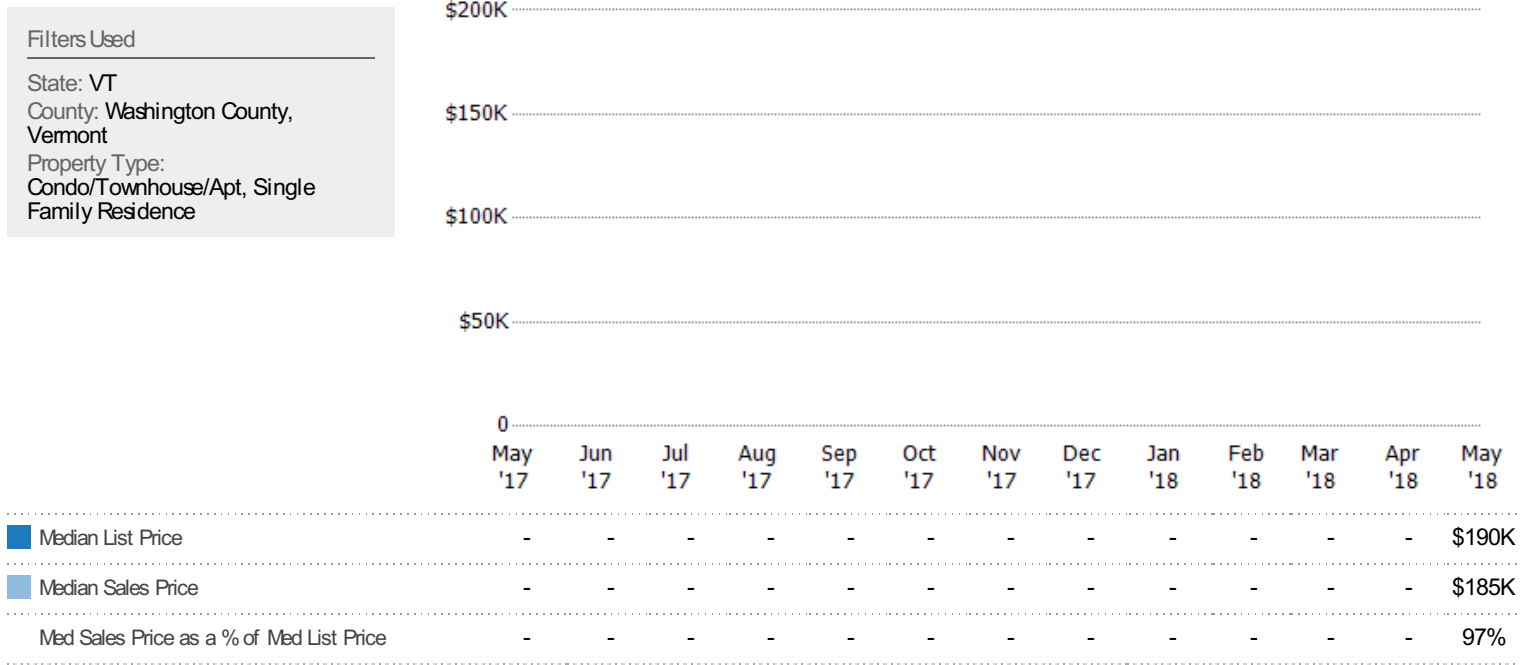 Filters Used
State: VT
County: Washington County,
Vermont
Property Type:
Condo/Townhouse/Apt, Single
Family Residence
$200K
$150K
$100K
$50K
0
May Jun Jul Aug Sep Oct Nov Dec Jan Feb Mar Apr May
'17 '17 '17 '17 '17 '17 '17 '17 '18 '18 '18 '18 '18
Median List Price - - - - - - - - - - - - $190K
Median Sales Price - - - - - - - - - - - - $185K
Med Sales Price as a % of Med List Price - - - - - - - - - - - - 97%